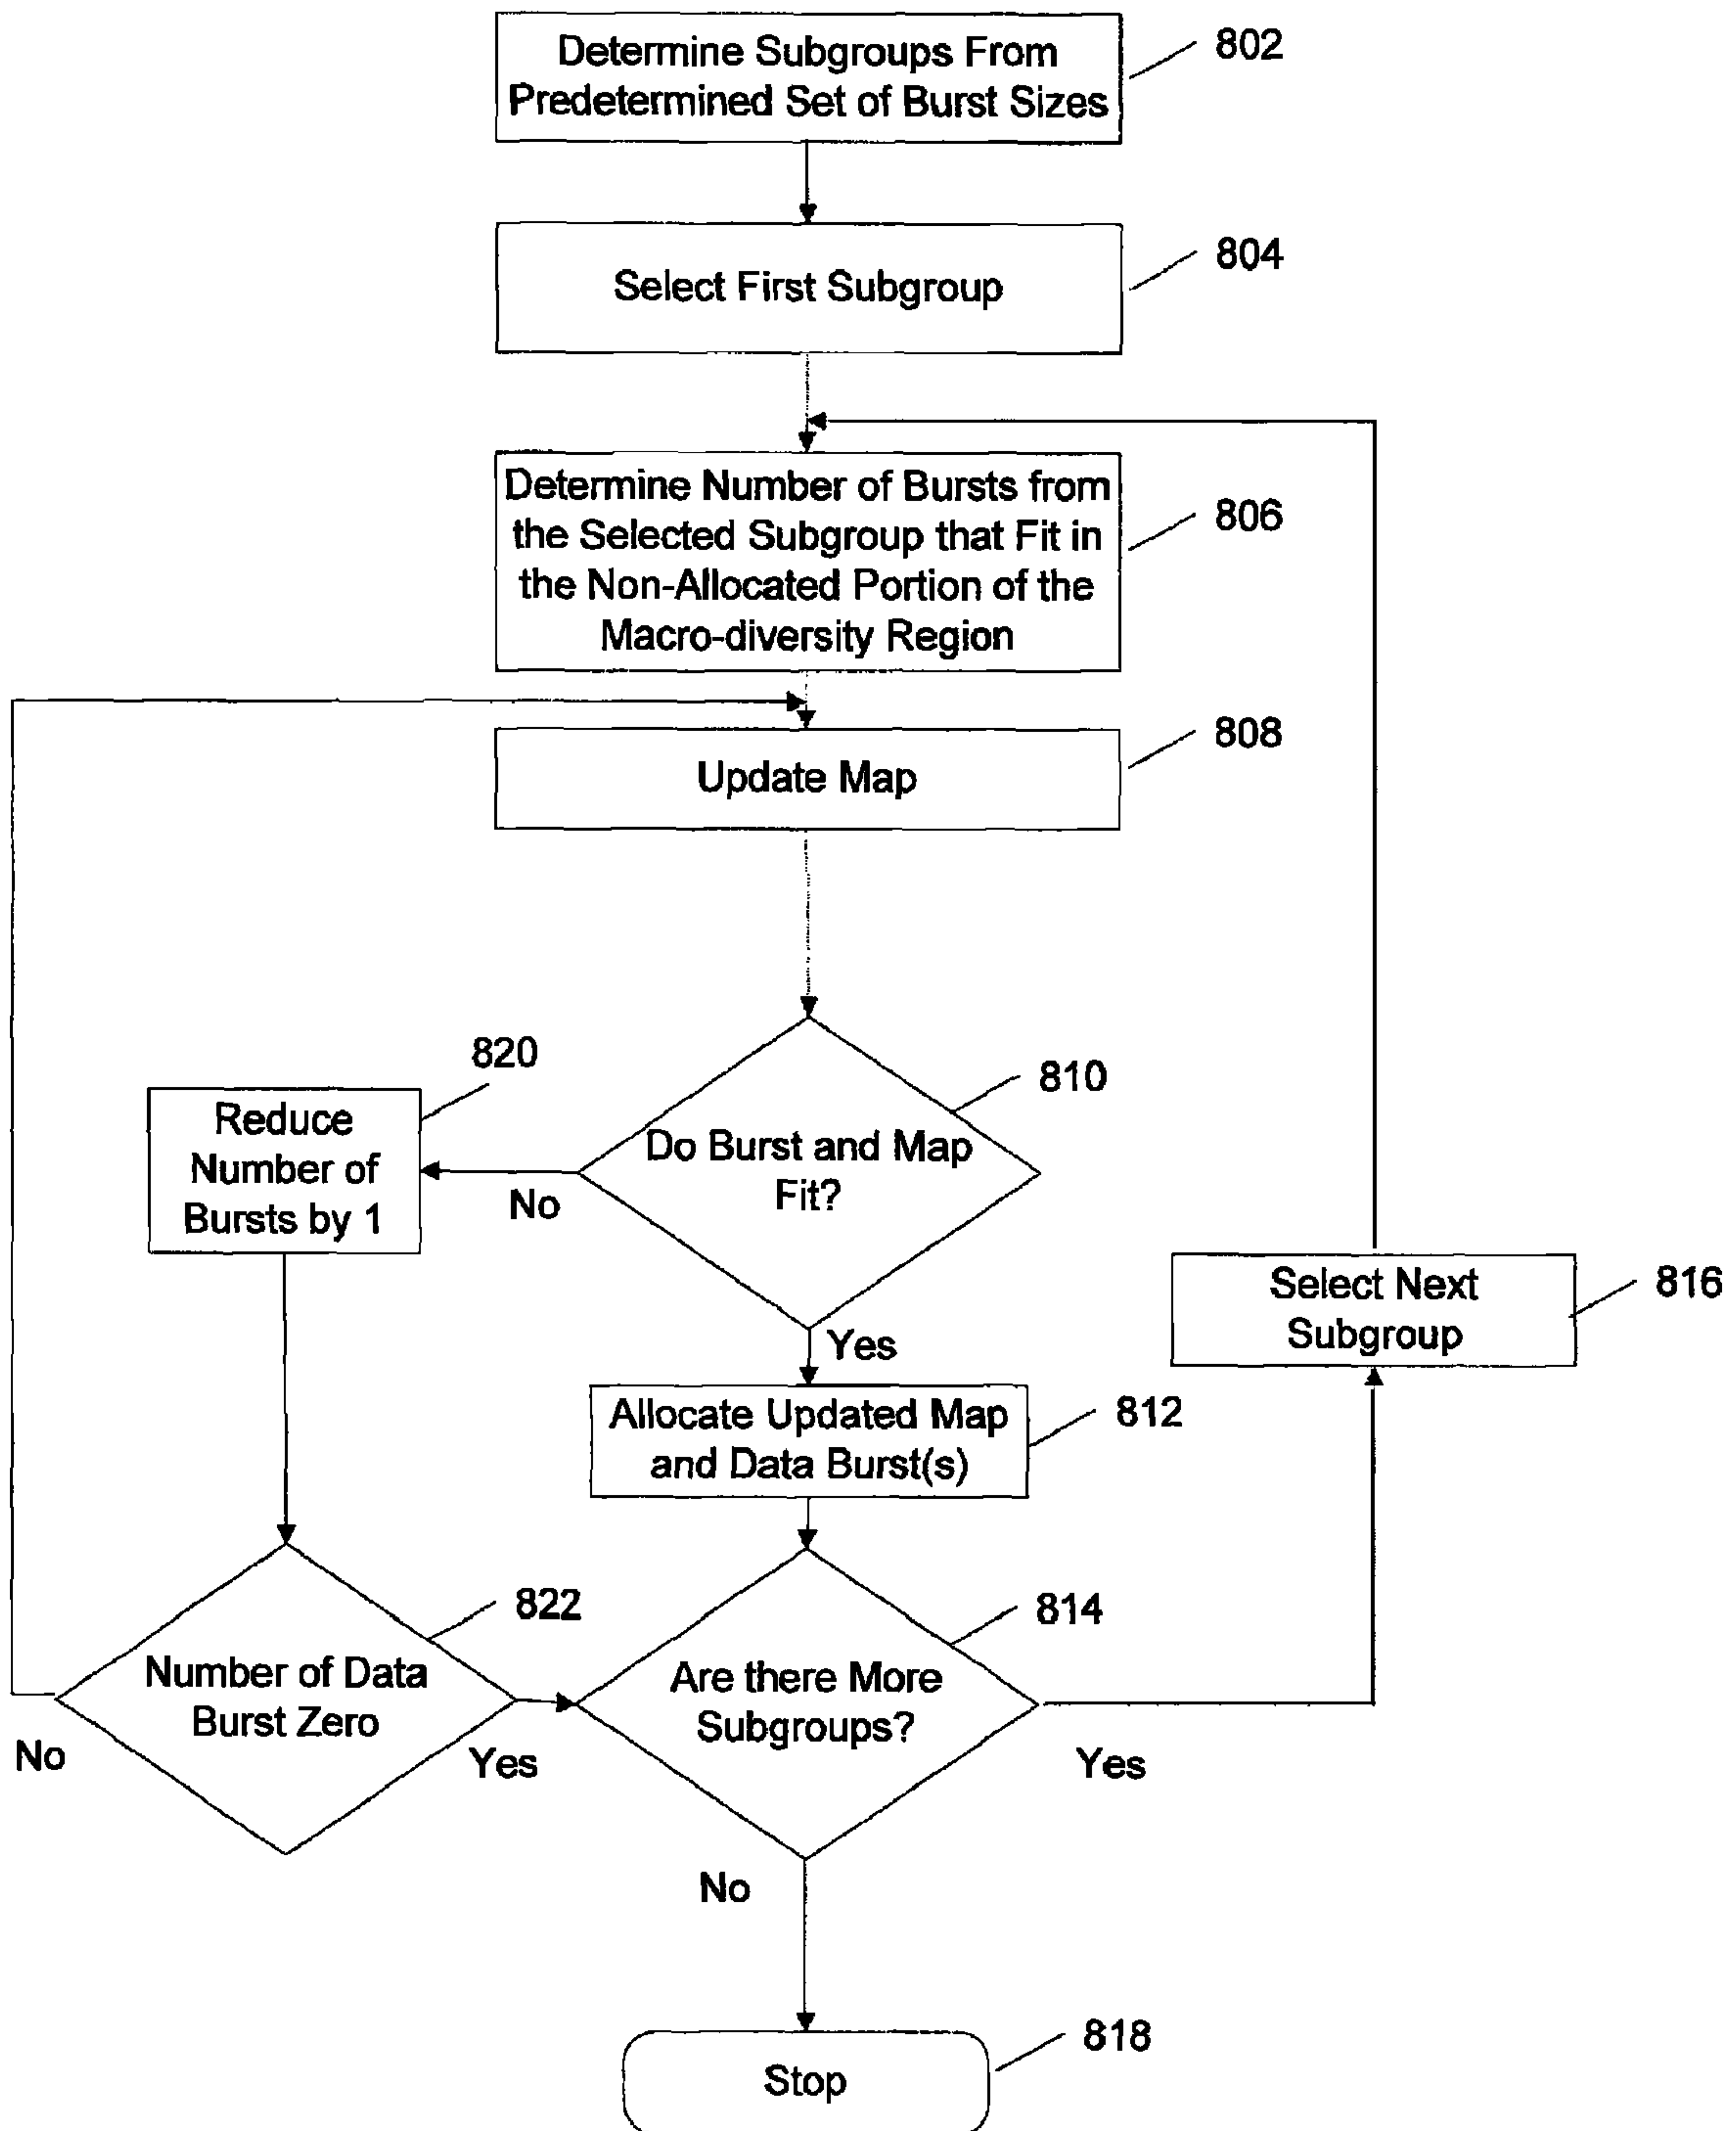 Determine Subgroups From
Predetermined Set of Burst Sizes
802
Select First Subgroup
804
Determine Number of Bursts from
the Selected Subgroup that Fit in
the Non-Allocated Portion of the
Macro-diversity Region
806
Update Map
808
Do Burst and Map
Fit?
810
No
Yes
Reduce
Number of
Bursts by 1
820
Allocate Updated Map
and Data Burst(s)
812
Select Next
Subgroup
816
Number of Data
Burst Zero
822
No
Yes
Are there More
Subgroups?
814
Yes
No
Stop
818